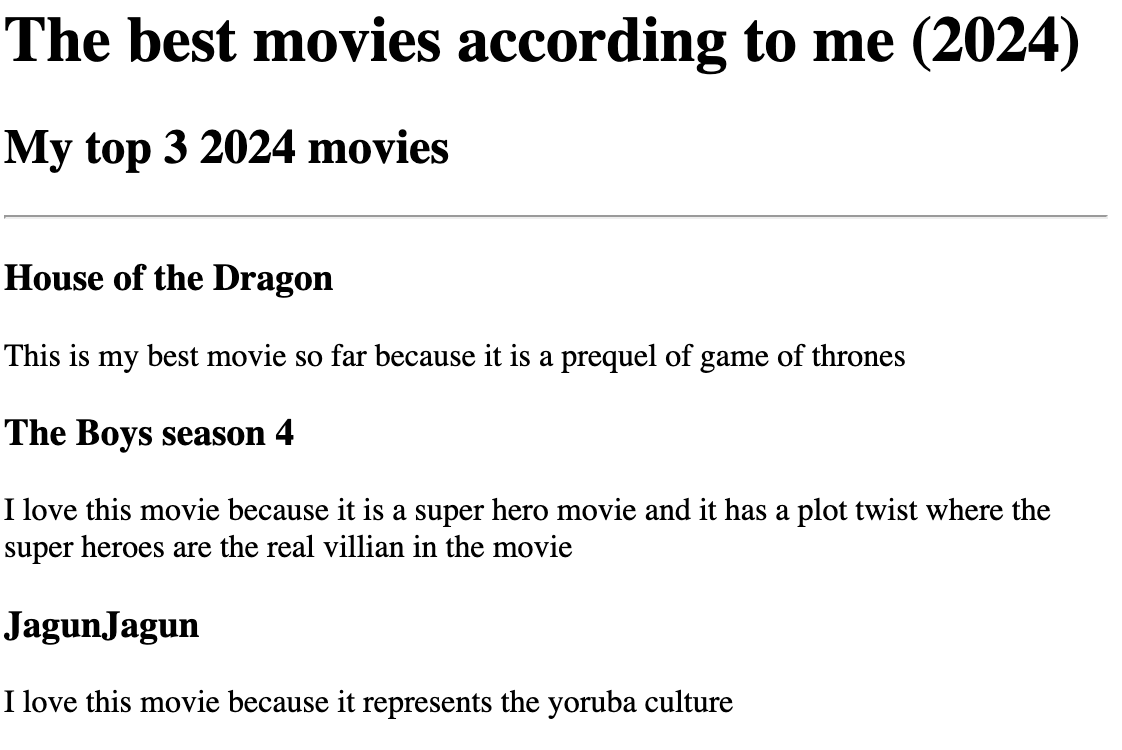 The best movies according to me (2024)
My top 3 2024 movies
House of the Dragon
This is my best movie so far because it is a prequel of game of thrones
The Boys season 4
I love this movie because it is a super hero movie and it has a plot twist where the
super heroes are the real villian in the movie
JagunJagun
I love this movie because it represents the yoruba culture